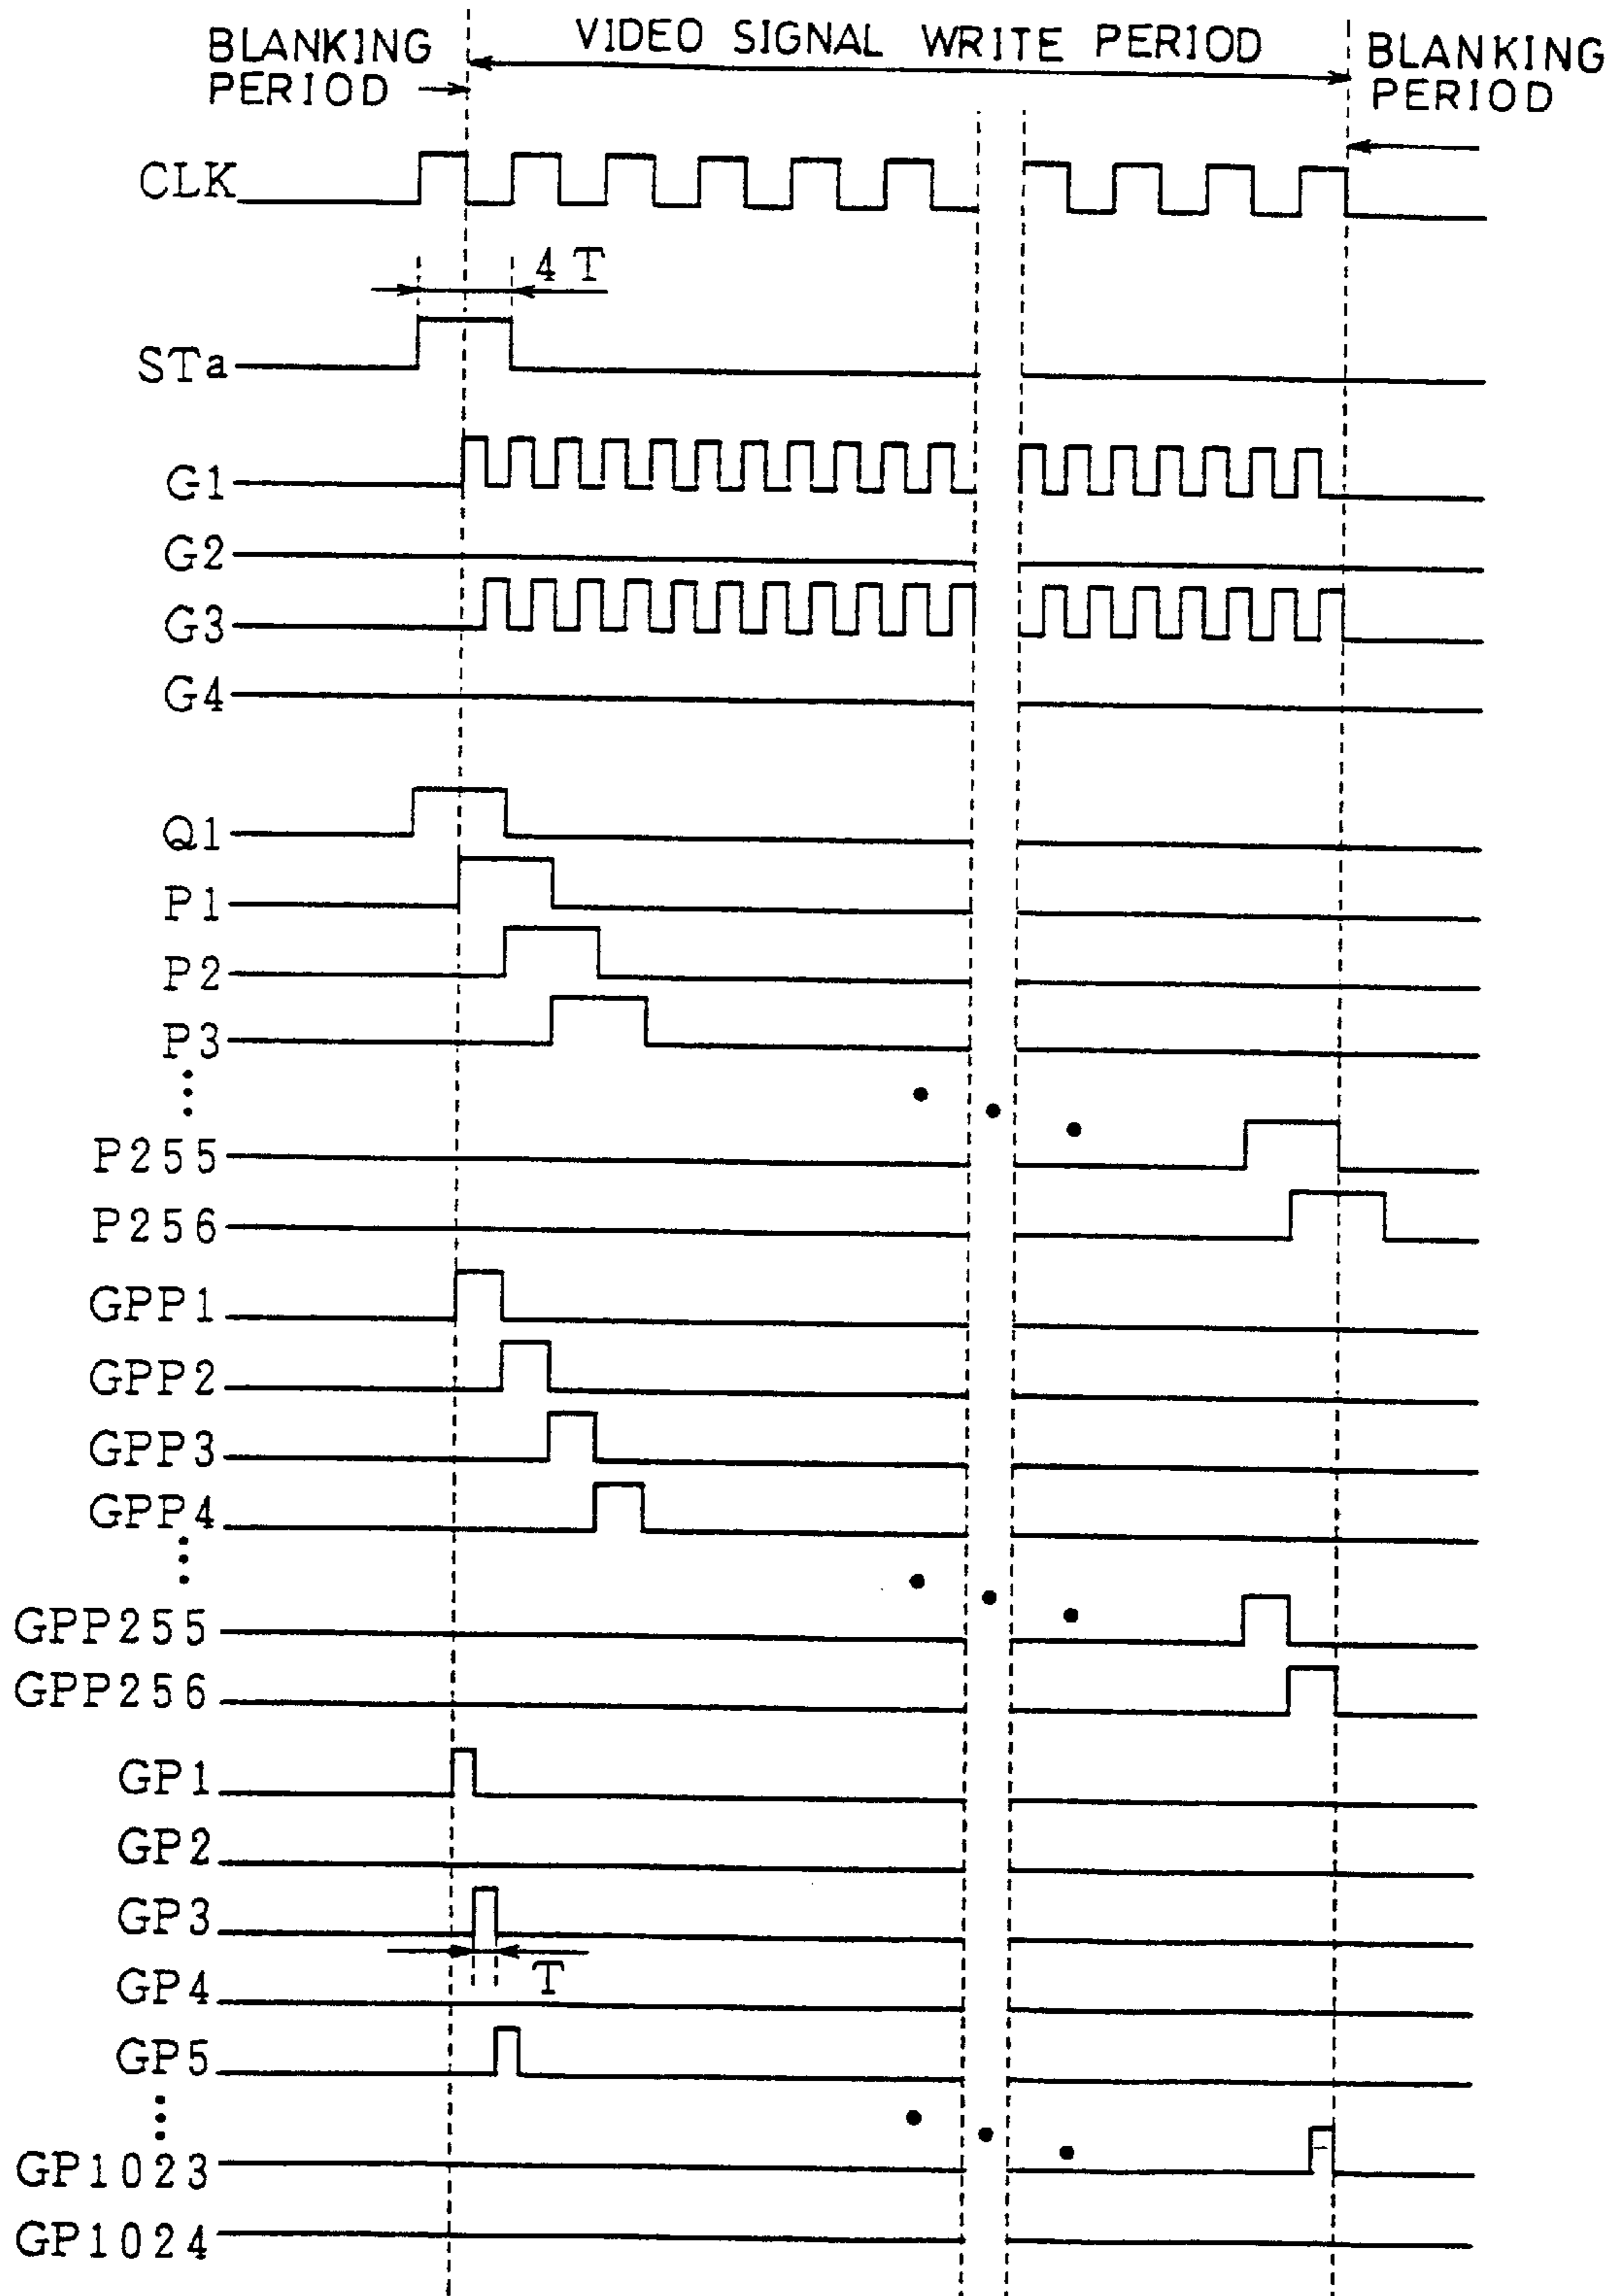 BLANKING
PERIOD
VIDEO SIGNAL WRITE PERIOD
BLANKING
PERIOD
CLK
4T
STa
G1
G2
G3
G4
Q1
P1
P2
P3
P255
P256
GPP1
GPP2
GPP3
GPP4
GPP255
GPP256
GP1
GP2
GP3
T
GP4
GP5
GP1023
GP1024